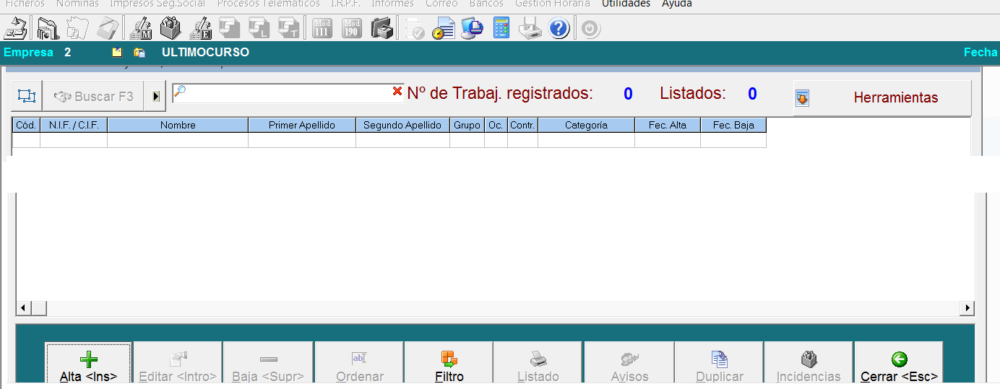 Ficheros Nóminas Impresos Seg.Social Procesos Telemáticos I.R.P.F. Informes Correo Bancos Gestión Horaria Utilidades Ayuda
M E L T Mod 111 Mod 190
Empresa 2 ULTIMOCURSO Fecha
Buscar F3 Nº de Trabaj. registrados: 0 Listados: 0 Herramientas
Cód. N.I.F. / C.I.F. Nombre Primer Apellido Segundo Apellido Grupo Oc. Contr. Categoría Fec. Alta Fec. Baja
Alta <Ins> Editar <Intro> Baja <Supr> Ordenar Filtro Listado Avisos Duplicar Incidencias Cerrar <Esc>